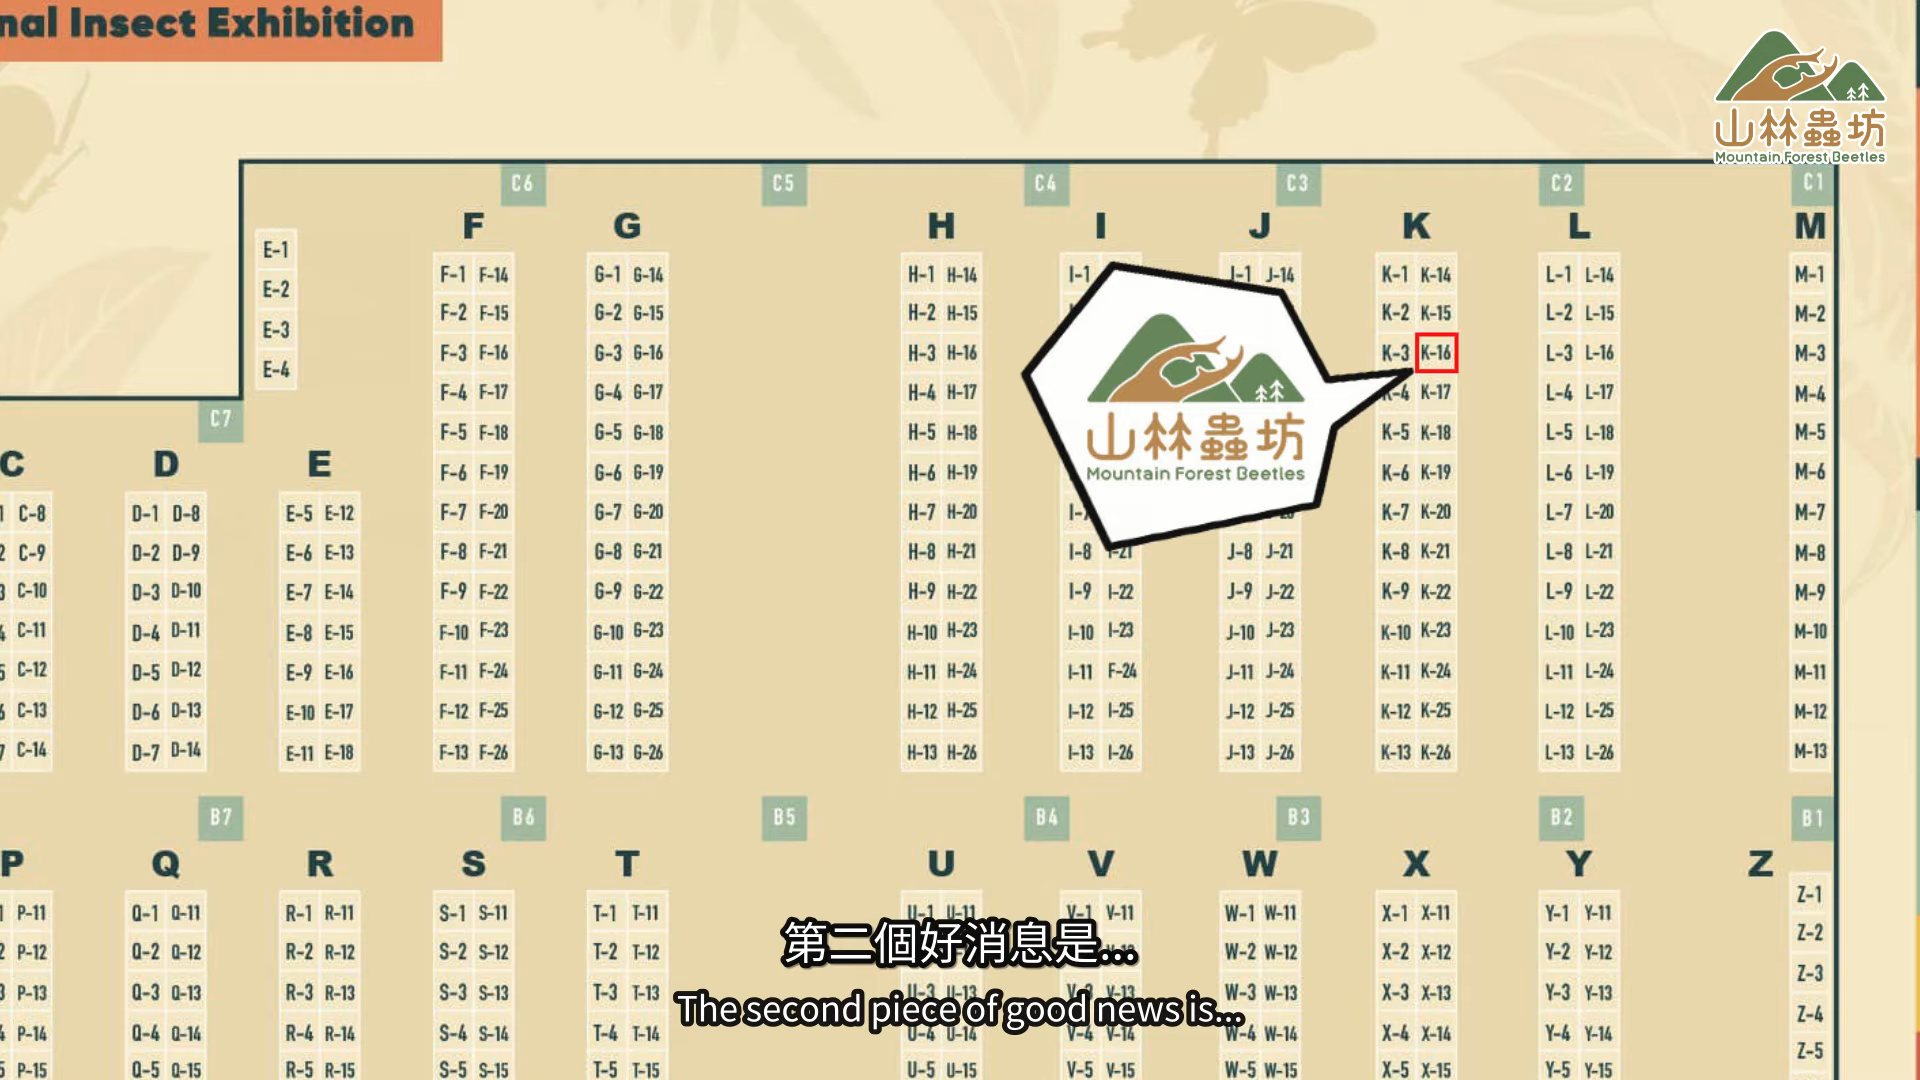 nal Insect Exhibition
山林蟲坊
Mountain Forest Beetles
C6 C5 C4 C3 C2 C1
F G H I J K L M
E-1
E-2
E-3
E-4
F-1 F-14 G-1 G-14 H-1 H-14 I-1 J-1 J-14 K-1 K-14 L-1 L-14 M-1
F-2 F-15 G-2 G-15 H-2 H-15 K-2 K-15 L-2 L-15 M-2
F-3 F-16 G-3 G-16 H-3 H-16 K-3 K-16 L-3 L-16 M-3
F-4 F-17 G-4 G-17 H-4 H-17 K-4 K-17 L-4 L-17 M-4
F-5 F-18 G-5 G-18 H-5 H-18 K-5 K-18 L-5 L-18 M-5
F-6 F-19 G-6 G-19 H-6 H-19 K-6 K-19 L-6 L-19 M-6
F-7 F-20 G-7 G-20 H-7 H-20 K-7 K-20 L-7 L-20 M-7
F-8 F-21 G-8 G-21 H-8 H-21 I-8 J-8 J-21 K-8 K-21 L-8 L-21 M-8
F-9 F-22 G-9 G-22 H-9 H-22 I-9 I-22 J-9 J-22 K-9 K-22 L-9 L-22 M-9
F-10 F-23 G-10 G-23 H-10 H-23 I-10 I-23 J-10 J-23 K-10 K-23 L-10 L-23 M-10
F-11 F-24 G-11 G-24 H-11 H-24 I-11 F-24 J-11 J-24 K-11 K-24 L-11 L-24 M-11
F-12 F-25 G-12 G-25 H-12 H-25 I-12 I-25 J-12 J-25 K-12 K-25 L-12 L-25 M-12
F-13 F-26 G-13 G-26 H-13 H-26 I-13 I-26 J-13 J-26 K-13 K-26 L-13 L-26 M-13
山林蟲坊
Mountain Forest Beetles
C7
C D E
C-8 D-1 D-8 E-5 E-12
C-9 D-2 D-9 E-6 E-13
C-10 D-3 D-10 E-7 E-14
C-11 D-4 D-11 E-8 E-15
C-12 D-5 D-12 E-9 E-16
C-13 D-6 D-13 E-10 E-17
C-14 D-7 D-14 E-11 E-18
B7 B6 B5 B4 B3 B2 B1
P Q R S T U V W X Y Z
P-11 Q-1 Q-11 R-1 R-11 S-1 S-11 T-1 T-11 U-1 U-11 V-1 V-11 W-1 W-11 X-1 X-11 Y-1 Y-11 Z-1
P-12 Q-2 Q-12 R-2 R-12 S-2 S-12 T-2 T-12 W-2 W-12 X-2 X-12 Y-2 Y-12 Z-2
P-13 Q-3 Q-13 R-3 R-13 S-3 S-13 T-3 T-13 U-3 U-13 V-13 W-3 W-13 X-3 X-13 Y-3 Y-13 Z-3
P-14 Q-4 Q-14 R-4 R-14 S-4 S-14 T-4 T-14 U-4 U-14 V-4 V-14 W-4 W-14 X-4 X-14 Y-4 Y-14 Z-4
P-15 Q-5 Q-15 R-5 R-15 S-5 S-15 T-5 T-15 U-5 U-15 V-5 V-15 W-5 W-15 X-5 X-15 Y-5 Y-15 Z-5
第二個好消息是...
The second piece of good news is...